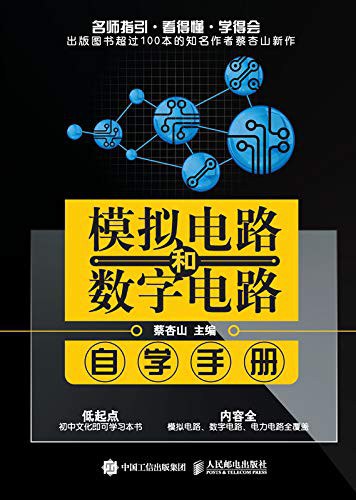 名师指引·看得懂·学得会
出版图书超过100本的知名作者蔡杏山新作
模拟电路
和
数字电路
蔡杏山 主编
自学手册
低起点
初中文化即可学习本书
内容全
模拟电路、数字电路、电力电路全覆盖
中国工信出版集团
人民邮电出版社